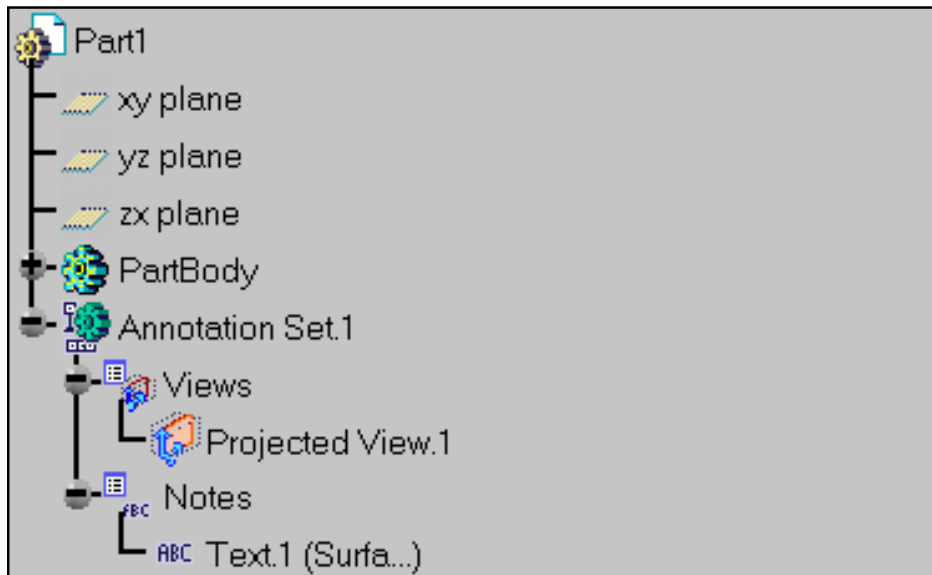 Part1
xy plane
yz plane
zx plane
PartBody
Annotation Set.1
Views
Projected View.1
Notes
ABC Text.1 (Surfa...)